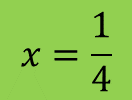 x = 1/4